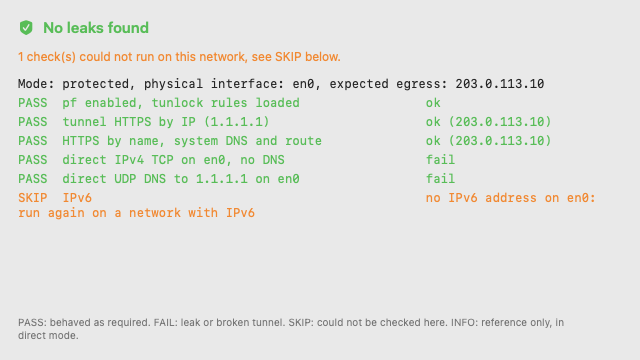 No leaks found
1 check(s) could not run on this network, see SKIP below.
Mode: protected, physical interface: en0, expected egress: 203.0.113.10
PASS  pf enabled, tunlock rules loaded                ok
PASS  tunnel HTTPS by IP (1.1.1.1)                    ok (203.0.113.10)
PASS  HTTPS by name, system DNS and route             ok (203.0.113.10)
PASS  direct IPv4 TCP on en0, no DNS                  fail
PASS  direct UDP DNS to 1.1.1.1 on en0                fail
SKIP  IPv6                                            no IPv6 address on en0:
run again on a network with IPv6
PASS: behaved as required. FAIL: leak or broken tunnel. SKIP: could not be checked here. INFO: reference only, in
direct mode.